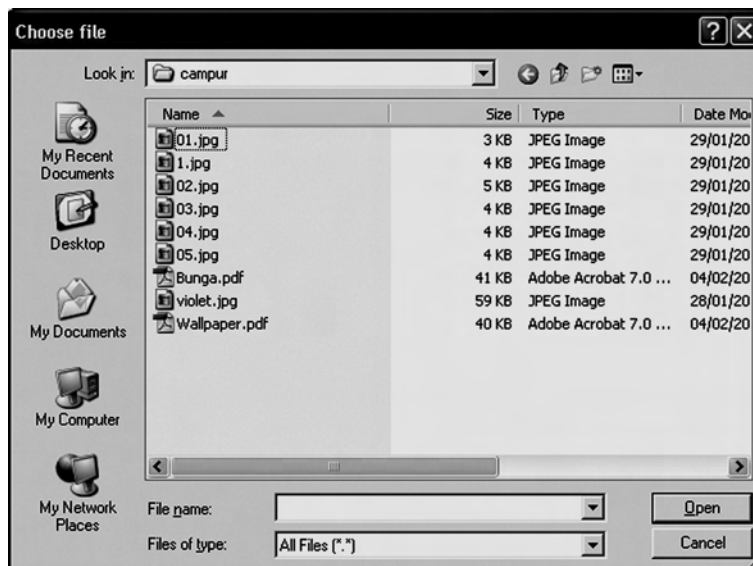 Choose file
Look in: campur
Name Size Type Date Mo
01.jpg 3 KB JPEG Image 29/01/20
1.jpg 4 KB JPEG Image 29/01/20
02.jpg 5 KB JPEG Image 29/01/20
03.jpg 4 KB JPEG Image 29/01/20
04.jpg 4 KB JPEG Image 29/01/20
05.jpg 4 KB JPEG Image 29/01/20
Bunga.pdf 41 KB Adobe Acrobat 7.0 ... 04/02/20
violet.jpg 59 KB JPEG Image 28/01/20
Wallpaper.pdf 40 KB Adobe Acrobat 7.0 ... 04/02/20
My Recent
Documents
Desktop
My Documents
My Computer
My Network
Places
File name: Open
Files of type: All Files (*.*) Cancel